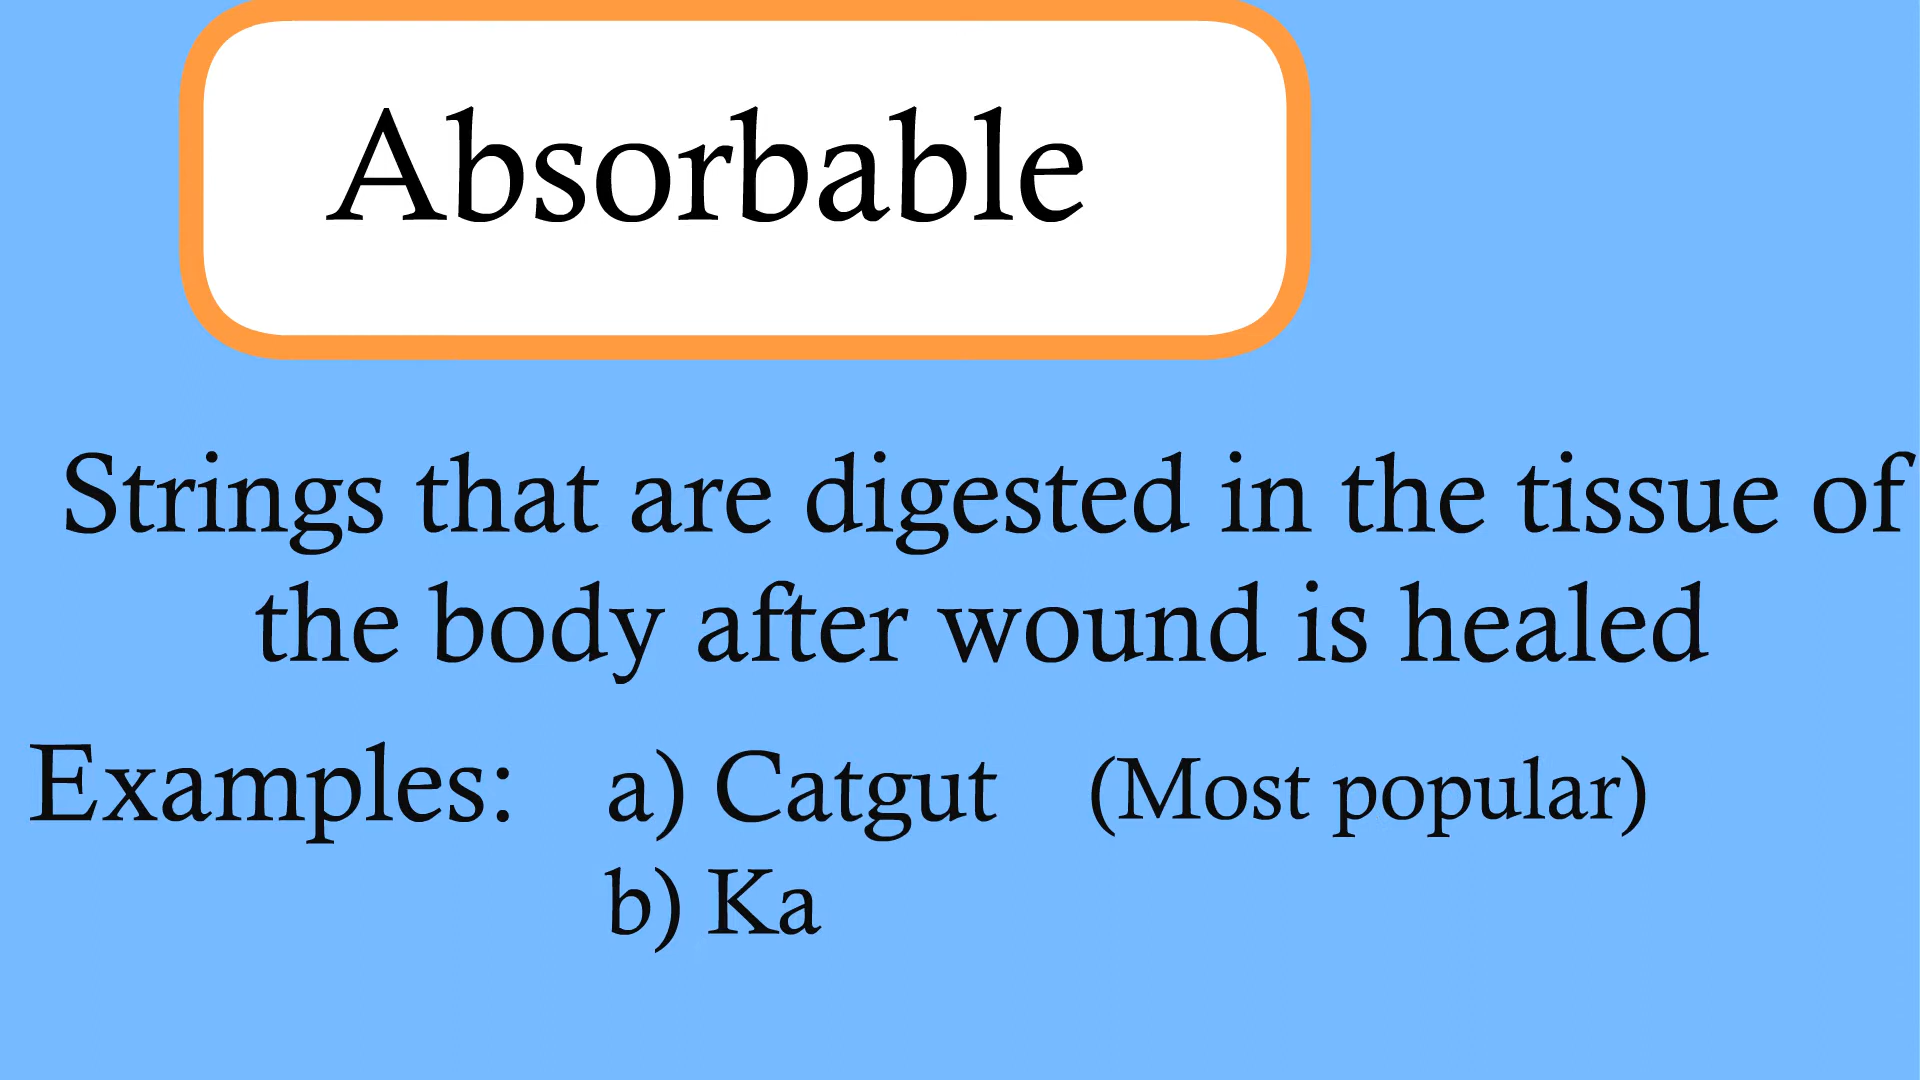 Absorbable
Strings that are digested in the tissue of
the body after wound is healed
Examples: a) Catgut (Most popular)
b) Ka